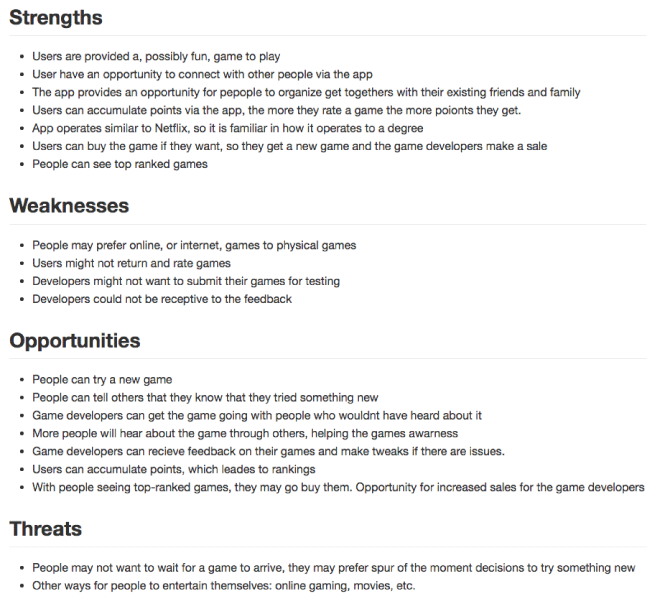 Strengths
• Users are provided a, possibly fun, game to play
• User have an opportunity to connect with other people via the app
• The app provides an opportunity for pepople to organize get togethers with their existing friends and family
• Users can accumulate points via the app, the more they rate a game the more poionts they get.
• App operates similar to Netflix, so it is familiar in how it operates to a degree
• Users can buy the game if they want, so they get a new game and the game developers make a sale
• People can see top ranked games
Weaknesses
• People may prefer online, or internet, games to physical games
• Users might not return and rate games
• Developers might not want to submit their games for testing
• Developers could not be receptive to the feedback
Opportunities
• People can try a new game
• People can tell others that they know that they tried something new
• Game developers can get the game going with people who wouldnt have heard about it
• More people will hear about the game through others, helping the games awarness
• Game developers can recieve feedback on their games and make tweaks if there are issues.
• Users can accumulate points, which leades to rankings
• With people seeing top-ranked games, they may go buy them. Opportunity for increased sales for the game developers
Threats
• People may not want to wait for a game to arrive, they may prefer spur of the moment decisions to try something new
• Other ways for people to entertain themselves: online gaming, movies, etc.